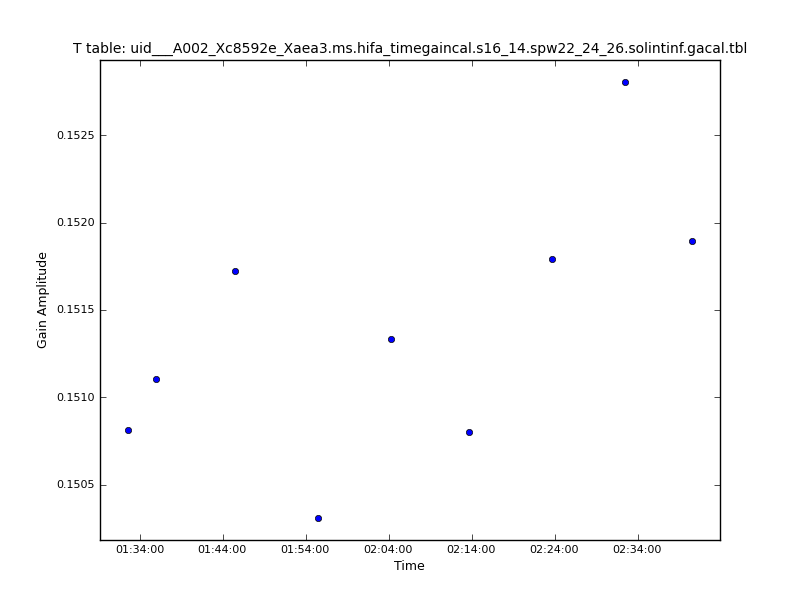 T table: uid___A002_Xc8592e_Xaea3.ms.hifa_timegaincal.s16_14.spw22_24_26.solintinf.gacal.tbl
0.1525
0.1520
0.1515
0.1510
0.1505
Gain Amplitude
01:34:00 01:44:00 01:54:00 02:04:00 02:14:00 02:24:00 02:34:00
Time